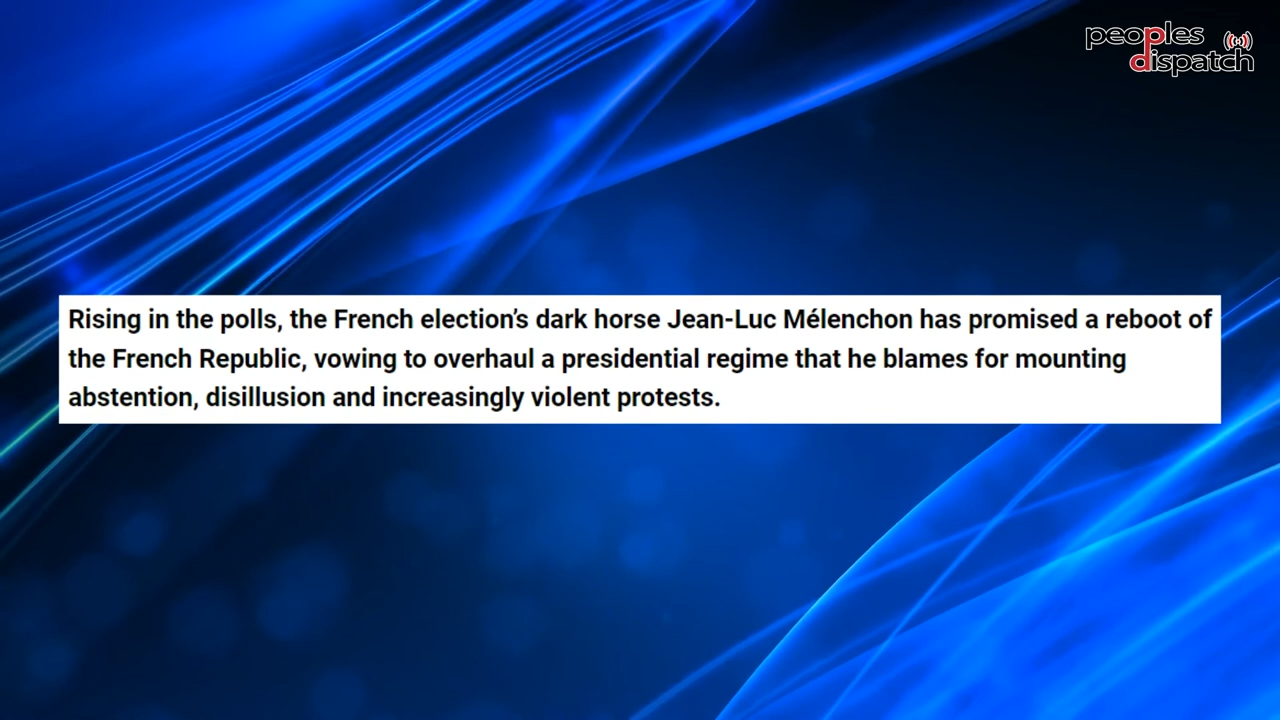 peoples
dispatch
Rising in the polls, the French election's dark horse Jean-Luc Mélenchon has promised a reboot of
the French Republic, vowing to overhaul a presidential regime that he blames for mounting
abstention, disillusion and increasingly violent protests.